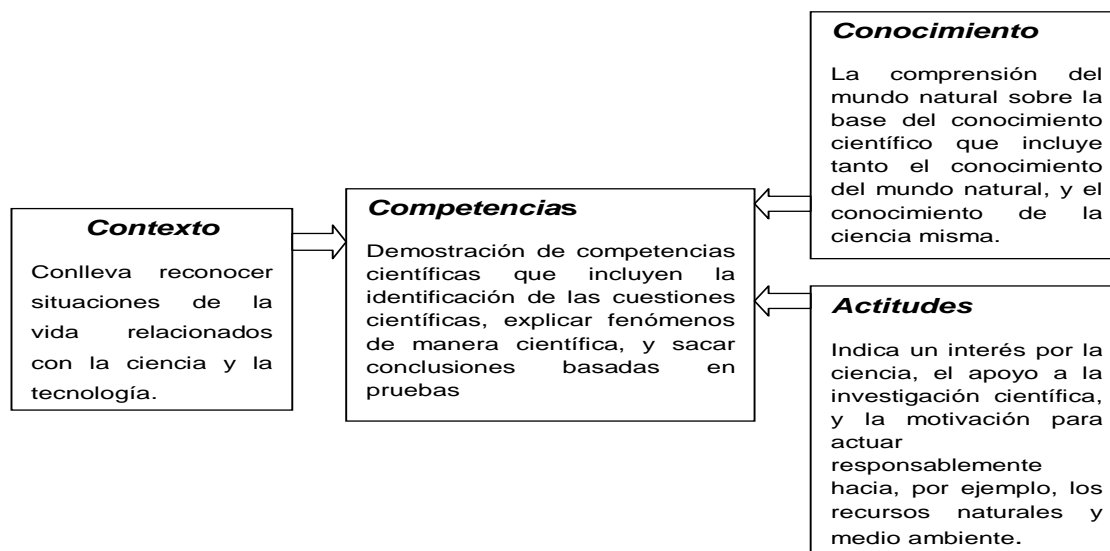 Contexto
Conlleva reconocer
situaciones de la
vida relacionados
con la ciencia y la
tecnología.
Competencias
Demostración de competencias
científicas que incluyen la
identificación de las cuestiones
científicas, explicar fenómenos
de manera científica, y sacar
conclusiones basadas en
pruebas
Conocimiento
La comprensión del
mundo natural sobre la
base del conocimiento
científico que incluye
tanto el conocimiento
del mundo natural, y el
conocimiento de la
ciencia misma.
Actitudes
Indica un interés por la
ciencia, el apoyo a la
investigación científica,
y la motivación para
actuar
responsablemente
hacia, por ejemplo, los
recursos naturales y
medio ambiente.